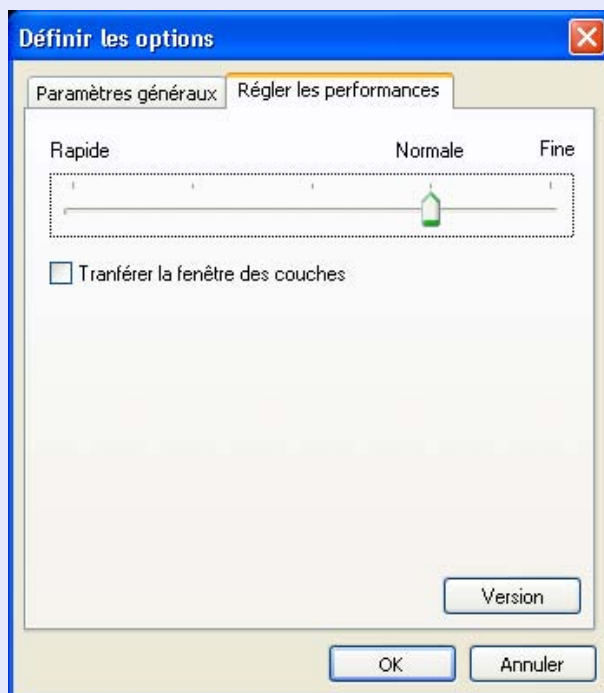 Définir les options
Paramètres généraux Régler les performances
Rapide Normale Fine
Tranférer la fenêtre des couches
Version
OK Annuler